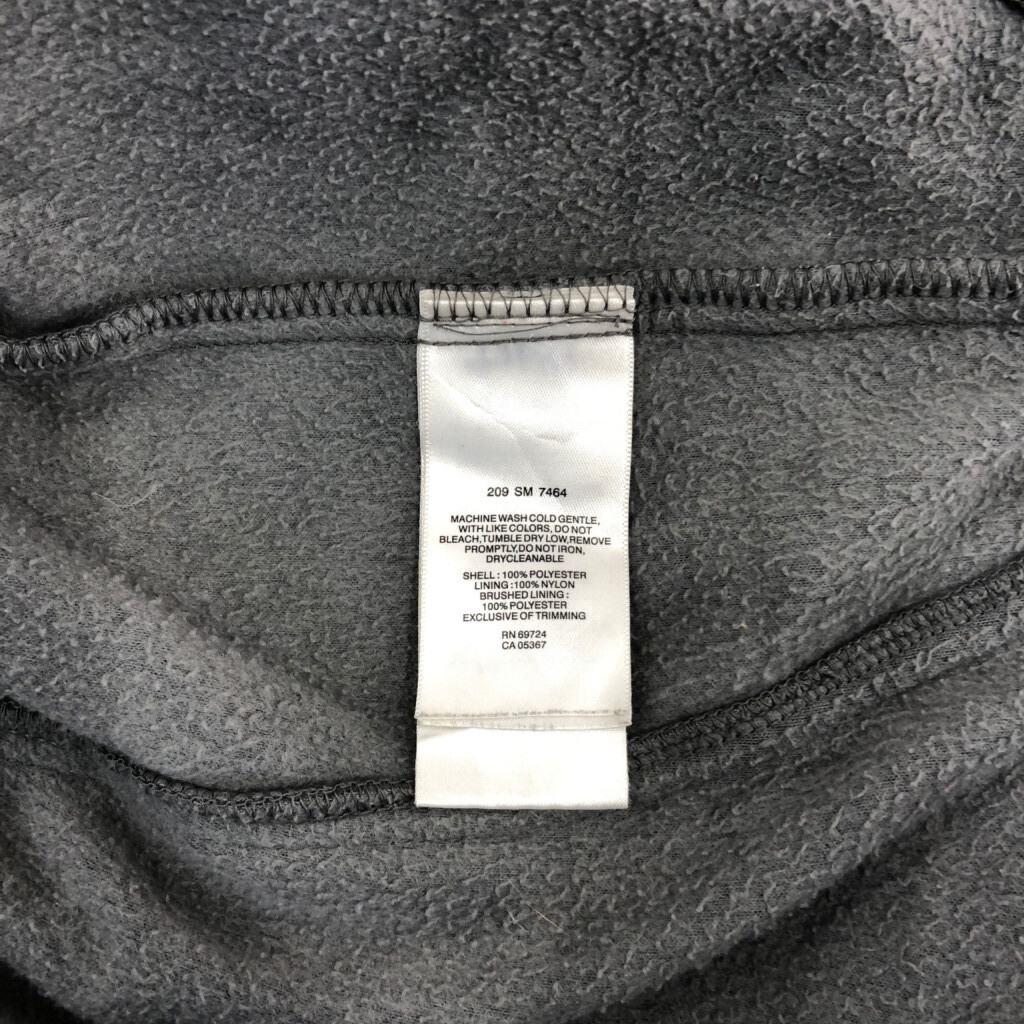 209 SM 7464
MACHINE WASH COLD GENTLE,
WITH LIKE COLORS, DO NOT
BLEACH,TUMBLE DRY LOW,REMOVE
PROMPTLY,DO NOT IRON,
DRYCLEANABLE
SHELL : 100% POLYESTER
LINING : 100% NYLON
BRUSHED LINING :
100% POLYESTER
EXCLUSIVE OF TRIMMING
RN 69724
CA 05367